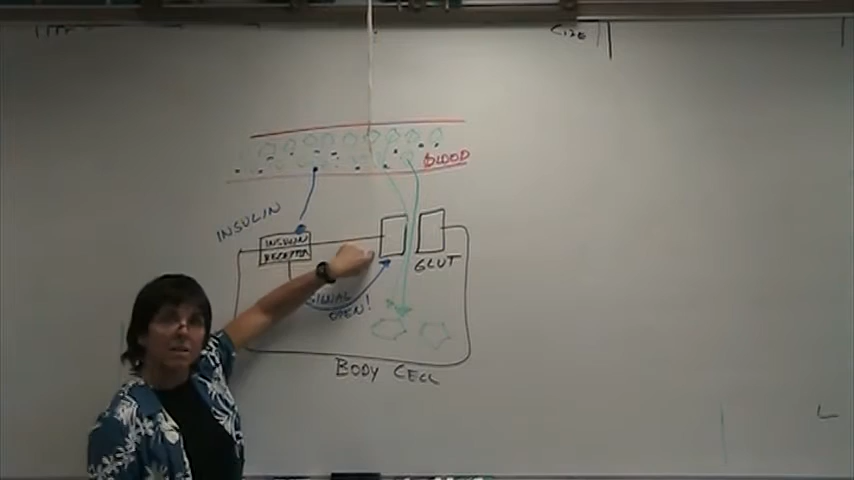 BLOOD
INSULIN
INSULIN
RECEPTOR
GLUT
SIGNAL
OPEN!
BODY CELL